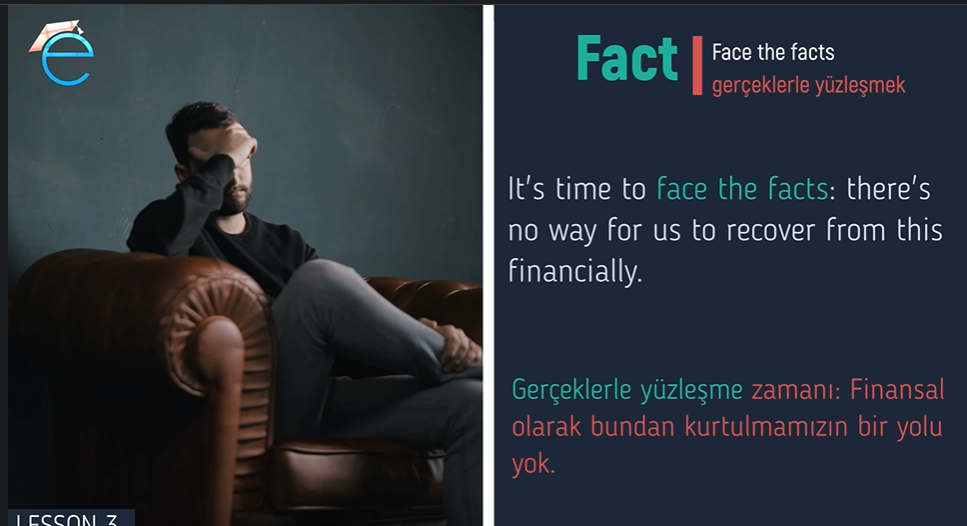 Fact
Face the facts
gerçeklerle yüzleşmek
It's time to face the facts: there's
no way for us to recover from this
financially.
Gerçeklerle yüzleşme zamanı: Finansal
olarak bundan kurtulmamızın bir yolu
yok.
LESSON 3